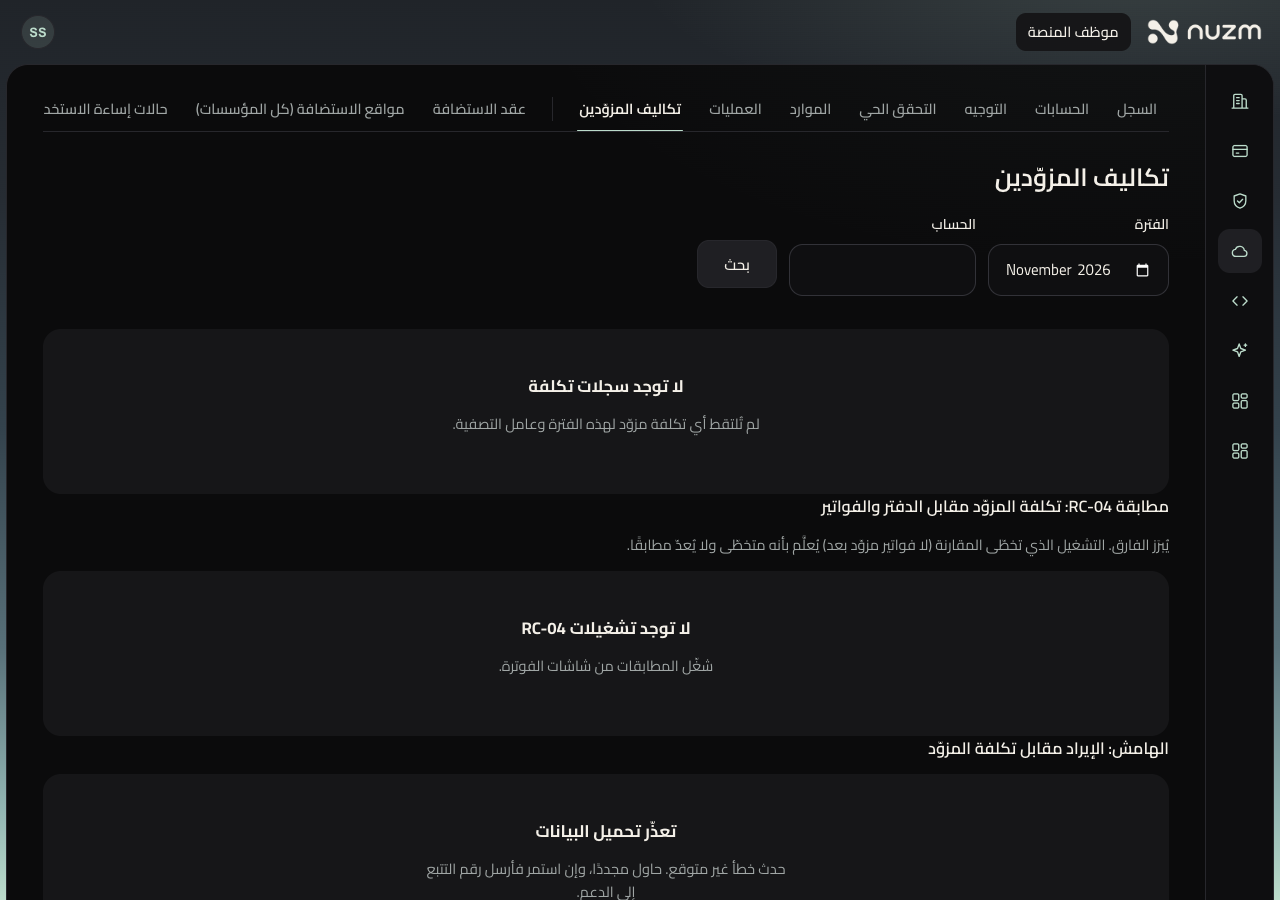 nuzm
موظف المنصة
SS
السجل
الحسابات
التوجيه
التحقق الحي
الموارد
العمليات
تكاليف المزوّدين
عقد الاستضافة
مواقع الاستضافة (كل المؤسسات)
حالات إساءة الاستخد
تكاليف المزوّدين
الفترة
الحساب
November 2026
بحث
لا توجد سجلات تكلفة
لم تُلتقط أي تكلفة مزوّد لهذه الفترة وعامل التصفية.
مطابقة RC-04: تكلفة المزوّد مقابل الدفتر والفواتير
يُبرَز الفارق. التشغيل الذي تخطّى المقارنة (لا فواتير مزوّد بعد) يُعلَّم بأنه متخطّى ولا يُعدّ مطابقًا.
لا توجد تشغيلات RC-04
شغّل المطابقات من شاشات الفوترة.
الهامش: الإيراد مقابل تكلفة المزوّد
تعذّر تحميل البيانات
حدث خطأ غير متوقع. حاول مجددًا، وإن استمر فأرسل رقم التتبع
إلى الدعم.